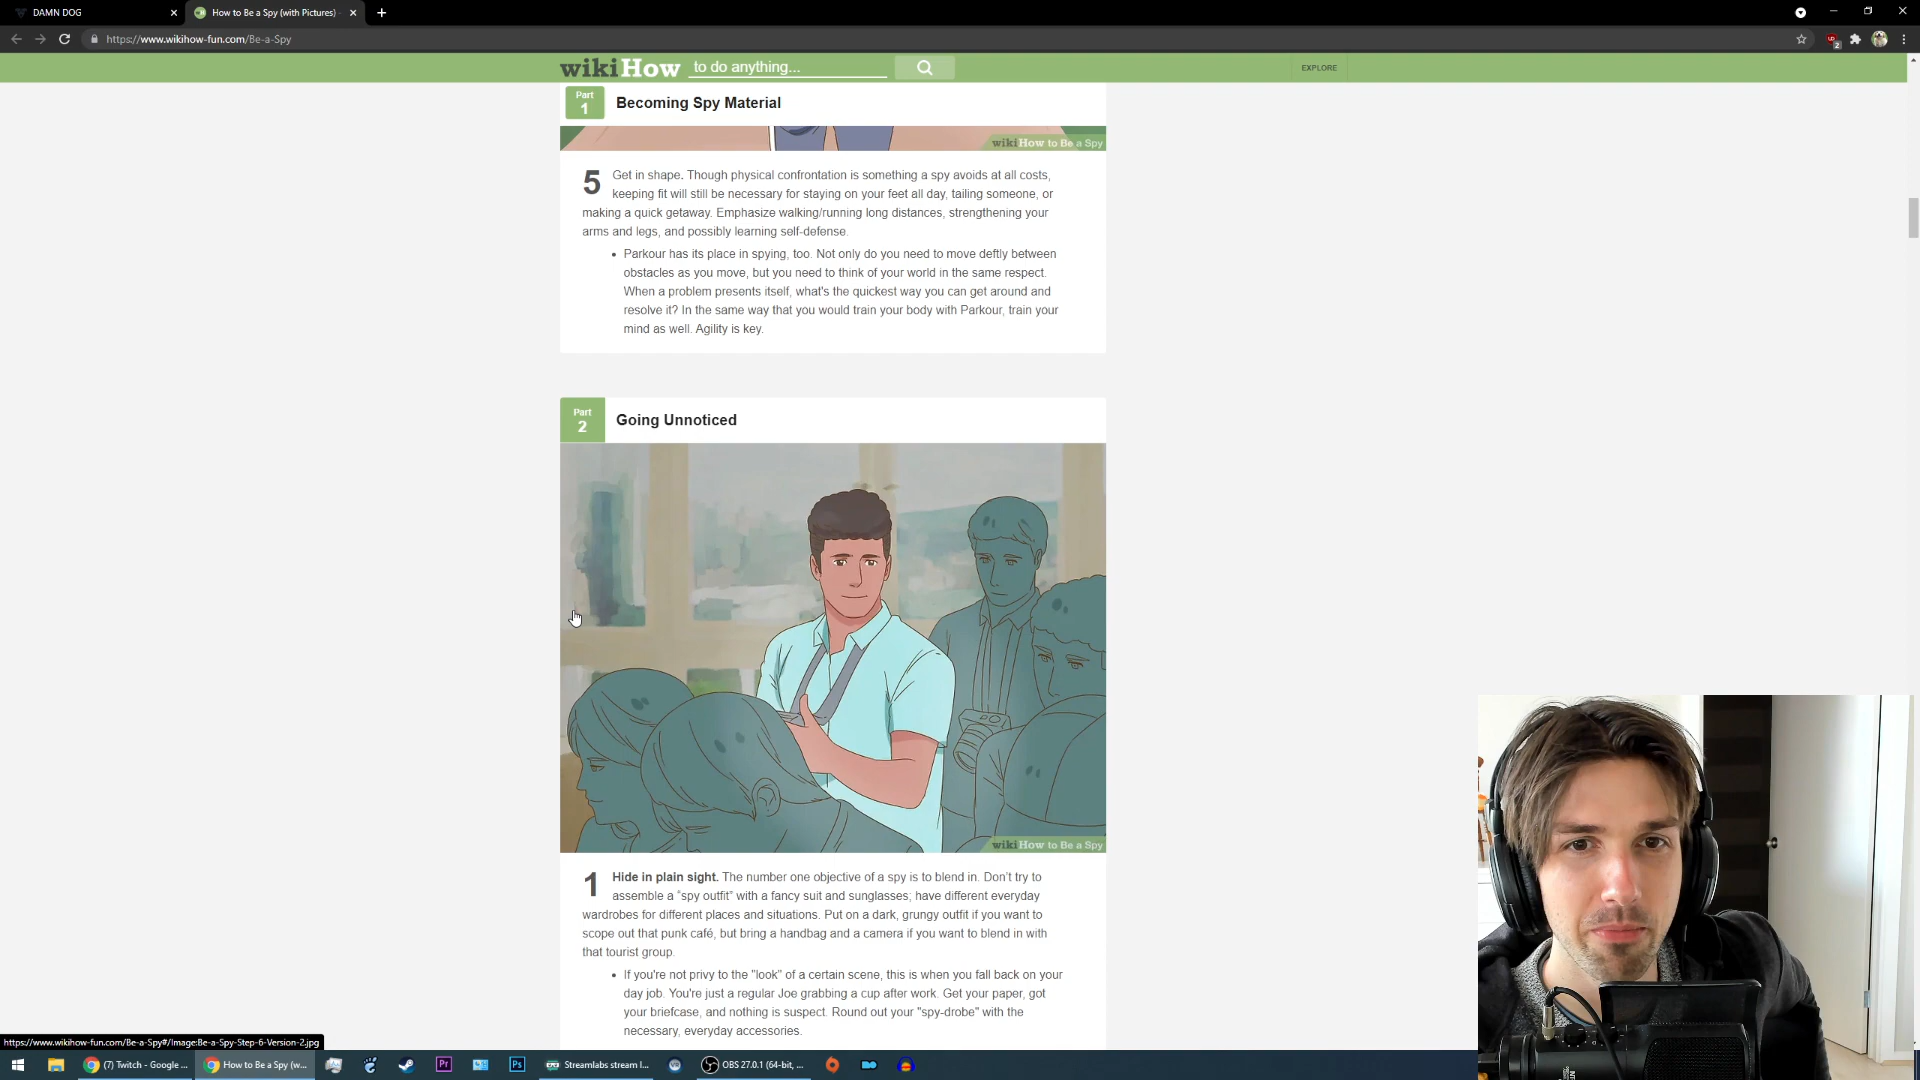 DAMN DOG
How to Be a Spy (with Pictures) -
https://www.wikihow-fun.com/Be-a-Spy
wikiHow to do anything...
EXPLORE
Part
1
Becoming Spy Material
wikiHow to Be a Spy
5 Get in shape. Though physical confrontation is something a spy avoids at all costs,
keeping fit will still be necessary for staying on your feet all day, tailing someone, or
making a quick getaway. Emphasize walking/running long distances, strengthening your
arms and legs, and possibly learning self-defense.
• Parkour has its place in spying, too. Not only do you need to move deftly between
obstacles as you move, but you need to think of your world in the same respect.
When a problem presents itself, what's the quickest way you can get around and
resolve it? In the same way that you would train your body with Parkour, train your
mind as well. Agility is key.
Part
2
Going Unnoticed
wikiHow to Be a Spy
1 Hide in plain sight. The number one objective of a spy is to blend in. Don't try to
assemble a "spy outfit" with a fancy suit and sunglasses; have different everyday
wardrobes for different places and situations. Put on a dark, grungy outfit if you want to
scope out that punk café, but bring a handbag and a camera if you want to blend in with
that tourist group.
• If you're not privy to the "look" of a certain scene, this is when you fall back on your
day job. You're just a regular Joe grabbing a cup after work. Get your paper, got
your briefcase, and nothing is suspect. Round out your "spy-drobe" with the
necessary, everyday accessories.
https://www.wikihow-fun.com/Be-a-Spy#/Image:Be-a-Spy-Step-6-Version-2.jpg
(7) Twitch - Google ...
How to Be a Spy (w...
Pr
Ps
Streamlabs stream l...
OBS 27.0.1 (64-bit, ...